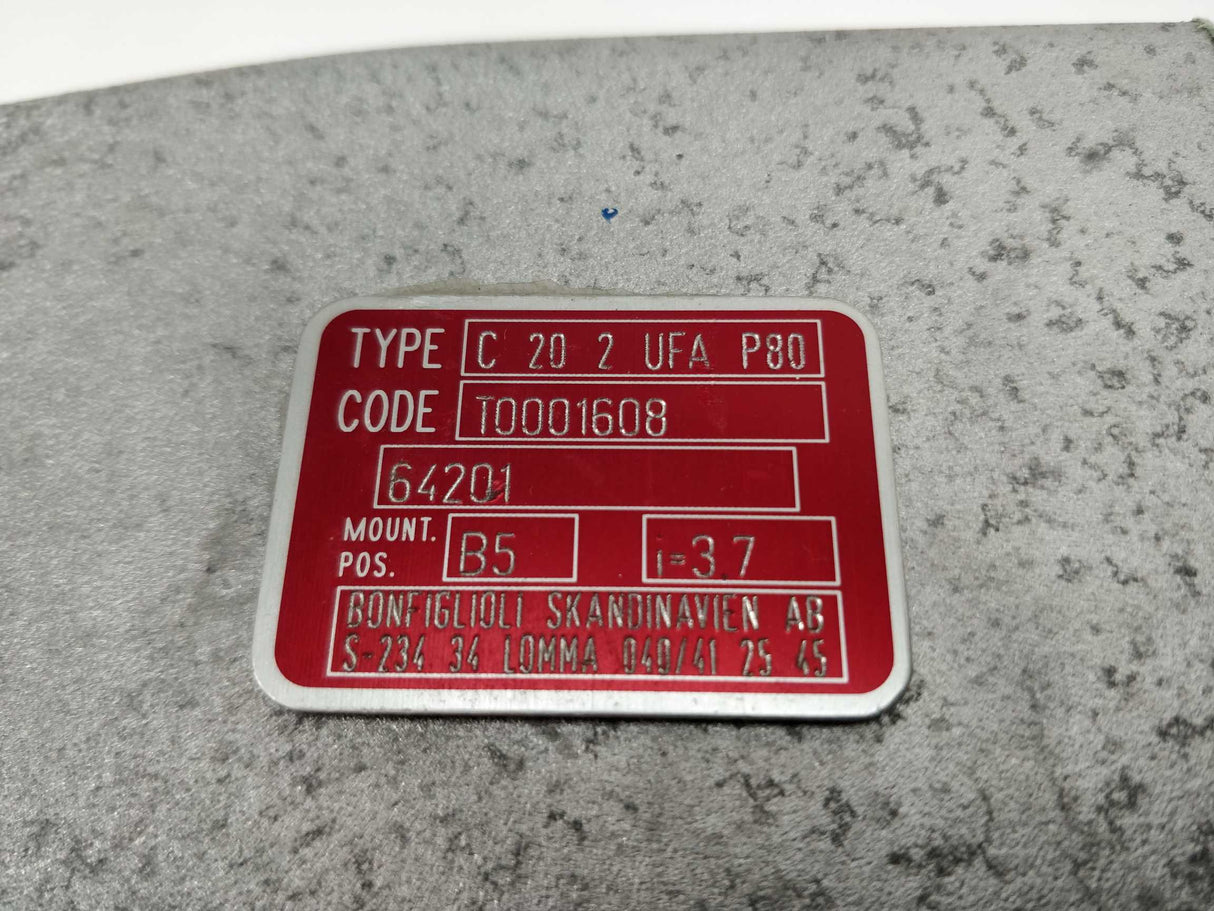 TYPE C 20 2 UFA P80
CODE T0001608
64201
MOUNT. POS. B5 i=3.7
BONFIGLIOLI SKANDINAVIEN AB
S-234 34 LOMMA 040/41 25 45